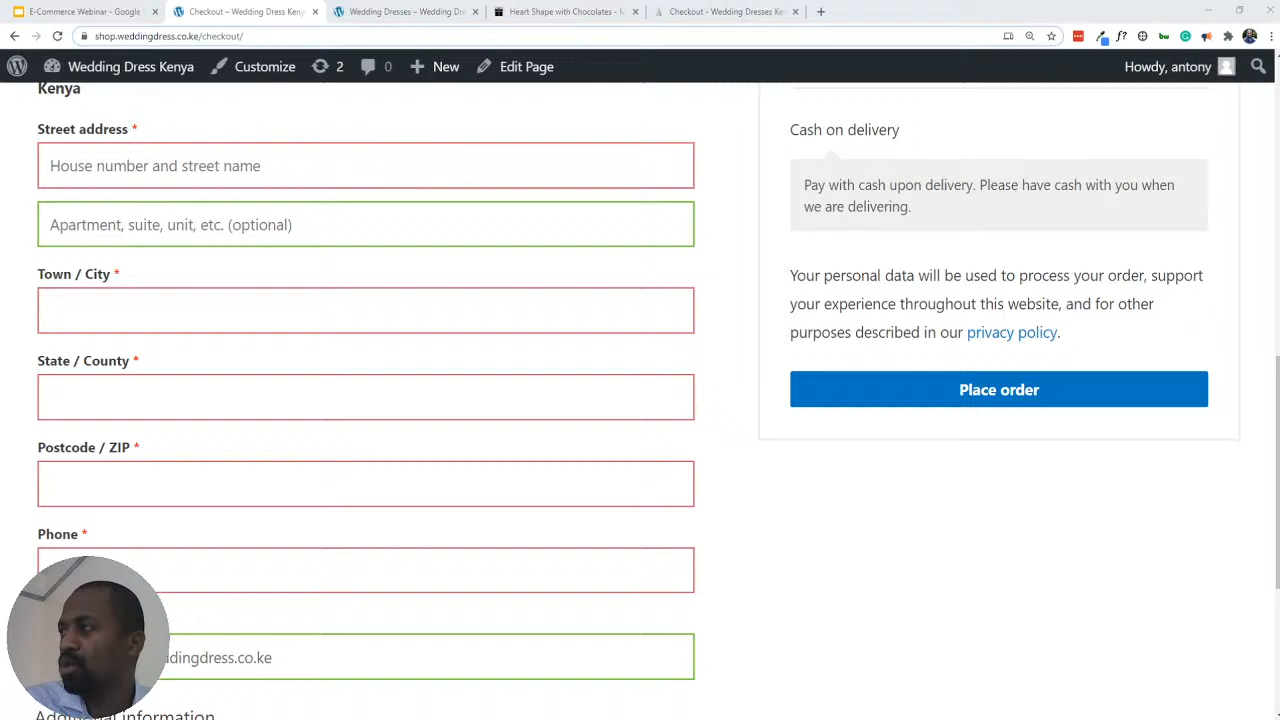 E-Commerce Webinar - Google S
Checkout – Wedding Dress Keny
Wedding Dresses – Wedding Dre
Heart Shape with Chocolates - M
Checkout - Wedding Dresses Ken
shop.weddingdress.co.ke/checkout/
Wedding Dress Kenya
Customize
2
0
New
Edit Page
Howdy, antony
Kenya
Street address *
House number and street name
Apartment, suite, unit, etc. (optional)
Town / City *
State / County *
Postcode / ZIP *
Phone *
dingdress.co.ke
Additional information
Cash on delivery
Pay with cash upon delivery. Please have cash with you when
we are delivering.
Your personal data will be used to process your order, support
your experience throughout this website, and for other
purposes described in our privacy policy.
Place order